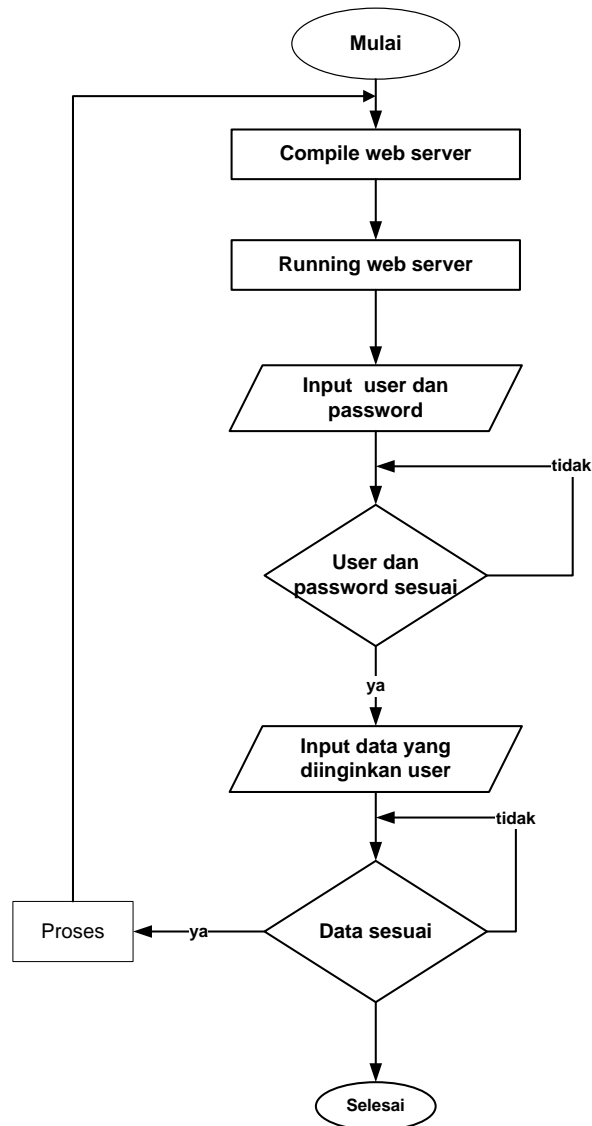 Mulai
Compile web server
Running web server
Input user dan
password
tidak
User dan
password sesuai
ya
Input data yang
diinginkan user
tidak
Proses
ya
Data sesuai
Selesai